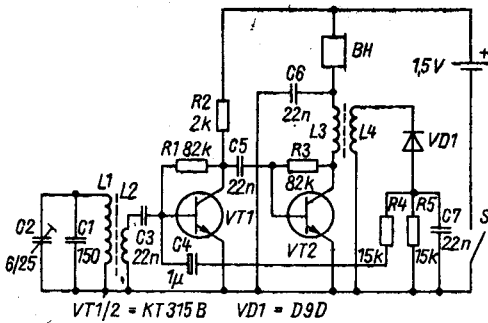 BH
+
1,5V
C6
22n
R2
2k
L3
L4
VD1
R1 82k
C5
22n
R3
82k
L1
L2
C2
6/25
C1
150
C3
22n
VT1
C4
1μ
VT2
R4
15k
R5
15k
C7
22n
S
VT1/2 = KT315B
VD1 = D9D